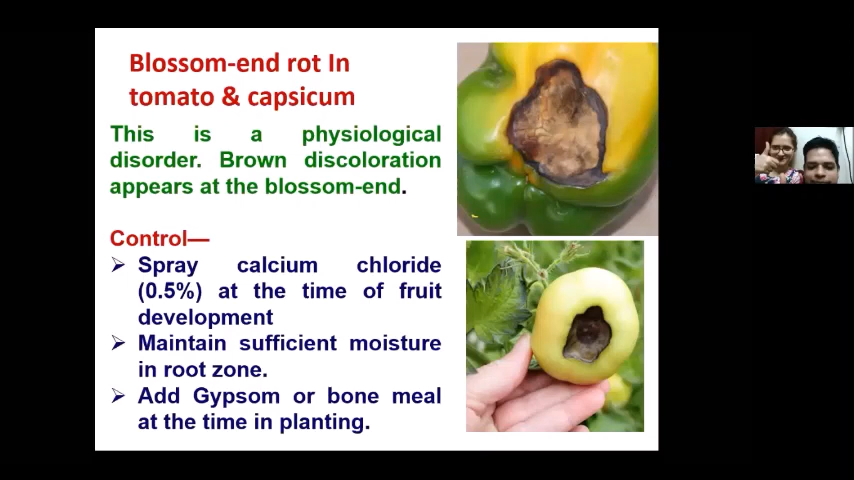 Blossom-end rot In
tomato & capsicum
This is a physiological
disorder. Brown discoloration
appears at the blossom-end.
Control—
➢ Spray calcium chloride
(0.5%) at the time of fruit
development
➢ Maintain sufficient moisture
in root zone.
➢ Add Gypsom or bone meal
at the time in planting.